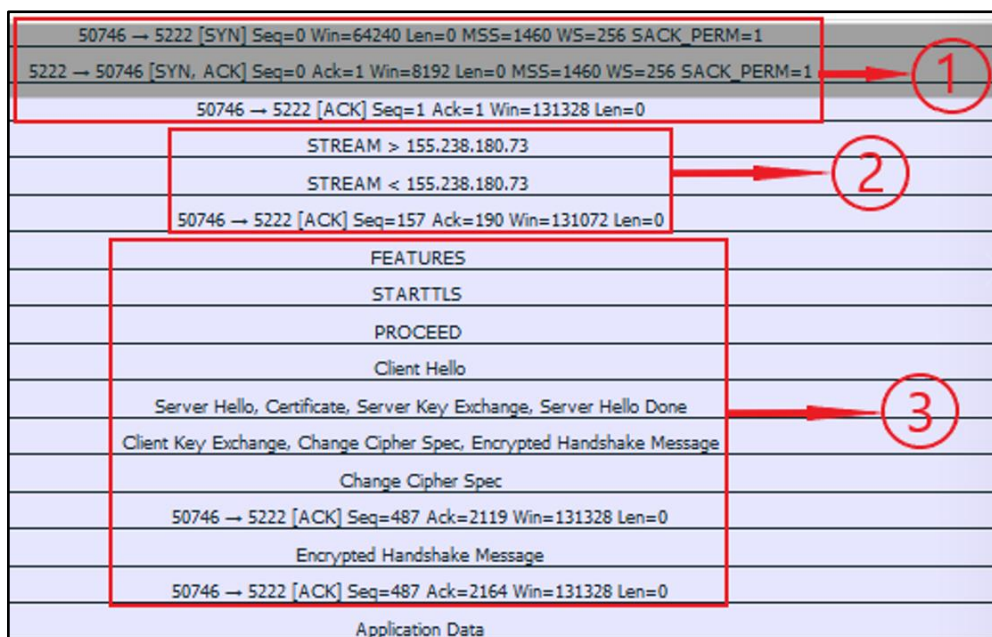 50746 → 5222 [SYN] Seq=0 Win=64240 Len=0 MSS=1460 WS=256 SACK_PERM=1
5222 → 50746 [SYN, ACK] Seq=0 Ack=1 Win=8192 Len=0 MSS=1460 WS=256 SACK_PERM=1
1
50746 → 5222 [ACK] Seq=1 Ack=1 Win=131328 Len=0
STREAM > 155.238.180.73
STREAM < 155.238.180.73
2
50746 → 5222 [ACK] Seq=157 Ack=190 Win=131072 Len=0
FEATURES
STARTTLS
PROCEED
Client Hello
Server Hello, Certificate, Server Key Exchange, Server Hello Done
3
Client Key Exchange, Change Cipher Spec, Encrypted Handshake Message
Change Cipher Spec
50746 → 5222 [ACK] Seq=487 Ack=2119 Win=131328 Len=0
Encrypted Handshake Message
50746 → 5222 [ACK] Seq=487 Ack=2164 Win=131328 Len=0
Application Data